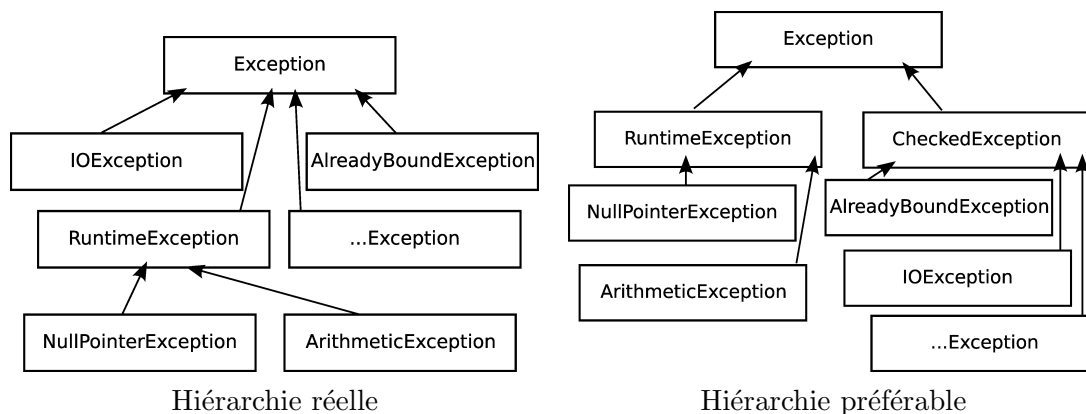 Exception
IOException
AlreadyBoundException
RuntimeException
...Exception
NullPointerException
ArithmeticException
Hiérarchie réelle
Exception
RuntimeException
CheckedException
NullPointerException
AlreadyBoundException
ArithmeticException
IOException
...Exception
Hiérarchie préférable